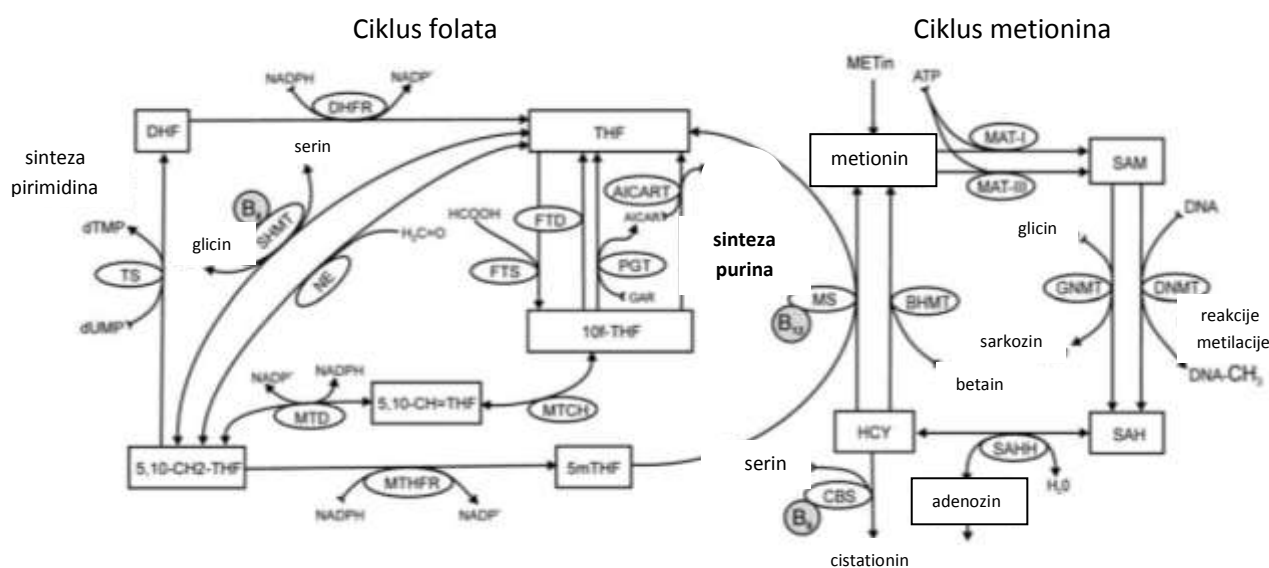 Ciklus folata
Ciklus metionina
NADPH
NADP⁺
DHFR
DHF
THF
serin
sinteza
pirimidina
B₆
SHMT
glicin
dTMP
TS
dUMP
NE
H₂C=O
HCOOH
FTS
FTD
PGT
AICART
AICART
GAR
sinteza
purina
10f-THF
NADP⁺
NADPH
MTD
5,10-CH=THF
MTCH
5,10-CH2-THF
MTHFR
NADPH
NADP⁺
5mTHF
METin
ATP
metionin
MAT-I
MAT-III
SAM
glicin
DNA
MS
B₁₂
BHMT
GNMT
DNMT
reakcije
metilacije
sarkozin
betain
DNA-CH₃
HCY
SAHH
SAH
H₂0
serin
CBS
adenozin
cistationin